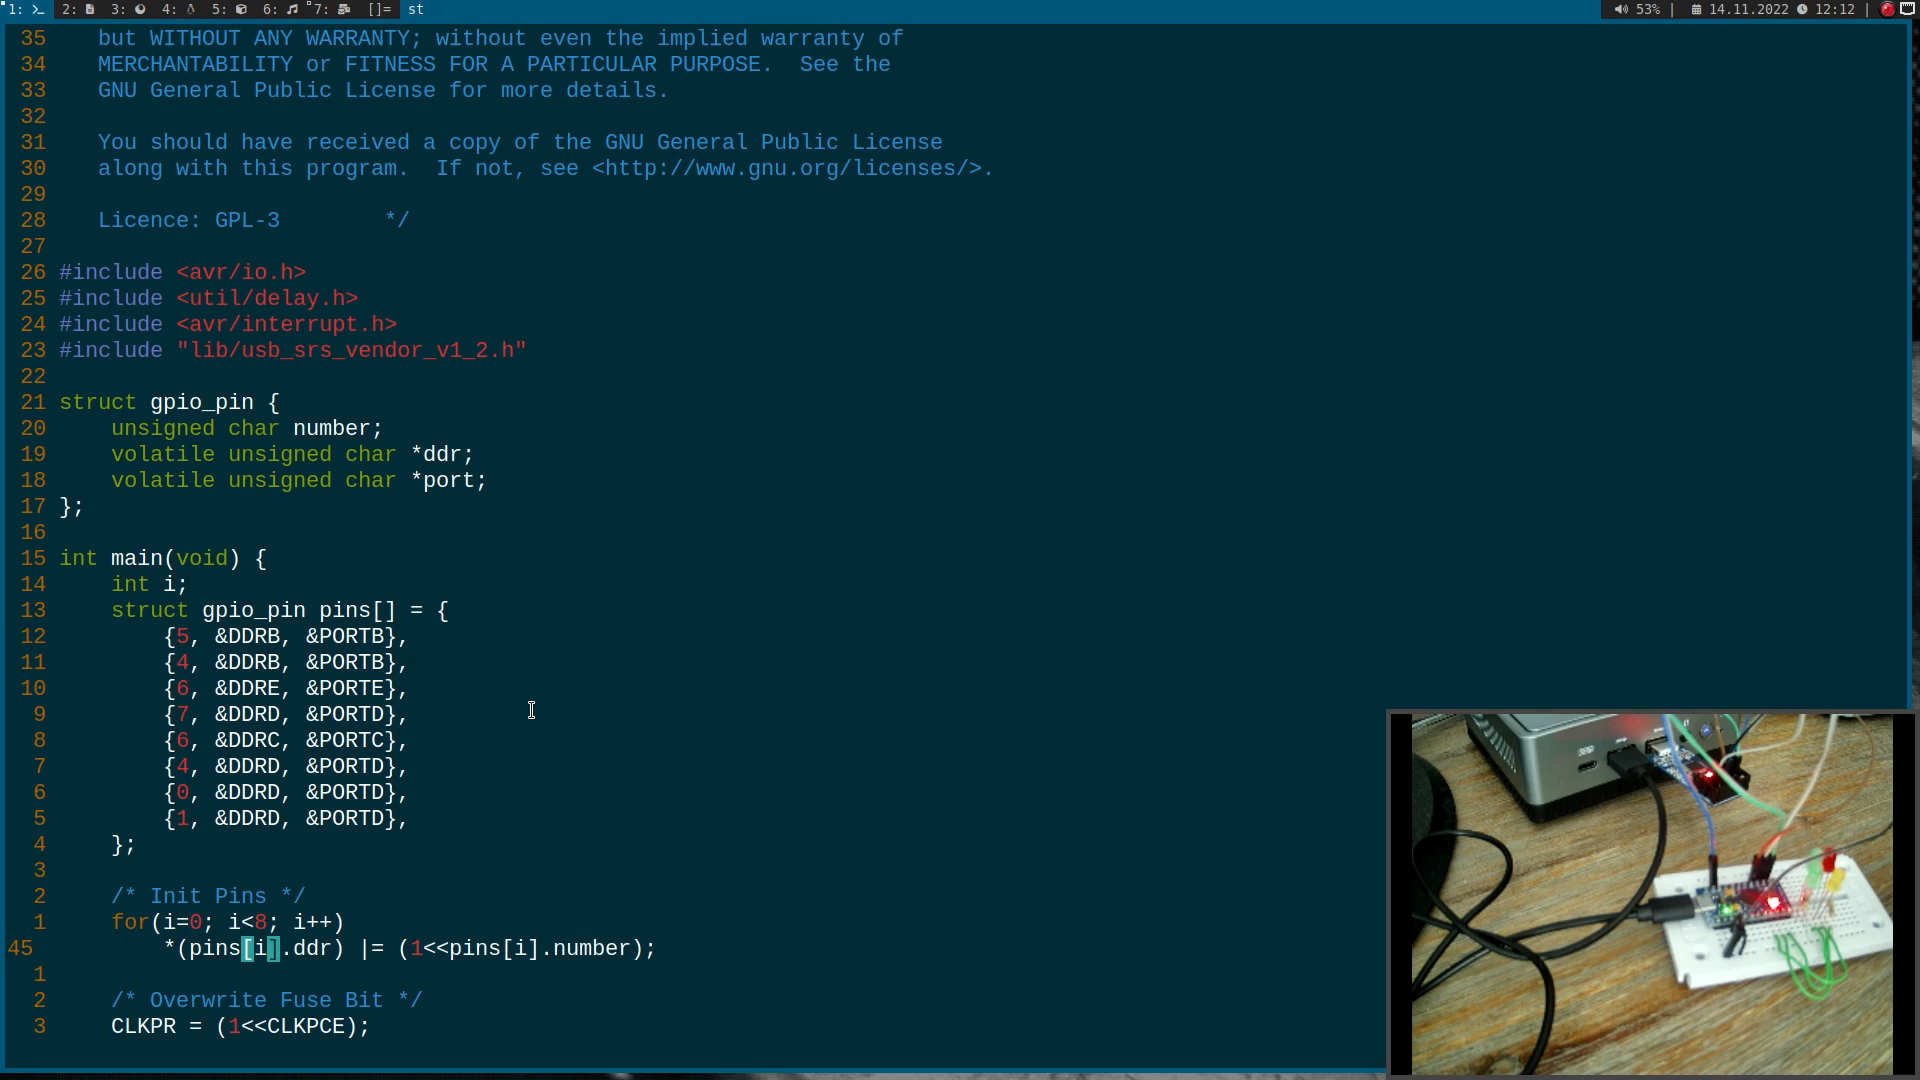 1: 2: 3: 4: 5: 6: 7: []= st 53% | 14.11.2022 12:12 |
35 but WITHOUT ANY WARRANTY; without even the implied warranty of
34 MERCHANTABILITY or FITNESS FOR A PARTICULAR PURPOSE.  See the
33 GNU General Public License for more details.
32
31 You should have received a copy of the GNU General Public License
30 along with this program.  If not, see <http://www.gnu.org/licenses/>.
29
28 Licence: GPL-3        */
27
26 #include <avr/io.h>
25 #include <util/delay.h>
24 #include <avr/interrupt.h>
23 #include "lib/usb_srs_vendor_v1_2.h"
22
21 struct gpio_pin {
20     unsigned char number;
19     volatile unsigned char *ddr;
18     volatile unsigned char *port;
17 };
16
15 int main(void) {
14     int i;
13     struct gpio_pin pins[] = {
12         {5, &DDRB, &PORTB},
11         {4, &DDRB, &PORTB},
10         {6, &DDRE, &PORTE},
9         {7, &DDRD, &PORTD},
8         {6, &DDRC, &PORTC},
7         {4, &DDRD, &PORTD},
6         {0, &DDRD, &PORTD},
5         {1, &DDRD, &PORTD},
4     };
3
2     /* Init Pins */
1     for(i=0; i<8; i++)
45         *(pins[i].ddr) |= (1<<pins[i].number);
1
2     /* Overwrite Fuse Bit */
3     CLKPR = (1<<CLKPCE);